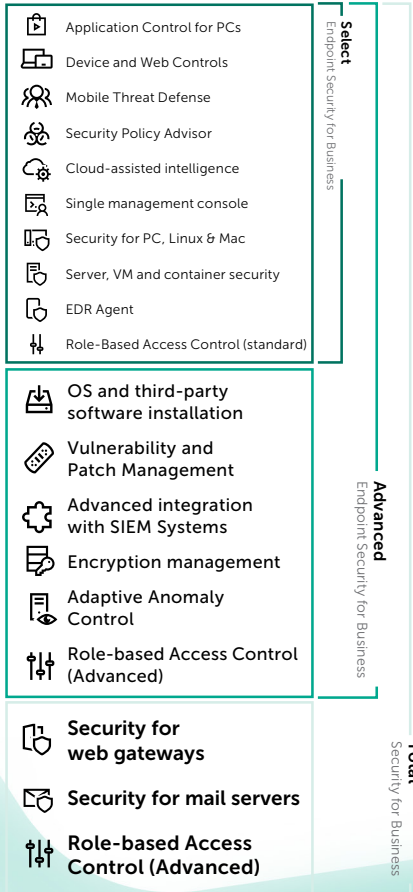 Application Control for PCs
Device and Web Controls
Mobile Threat Defense
Security Policy Advisor
Cloud-assisted intelligence
Single management console
Security for PC, Linux & Mac
Server, VM and container security
EDR Agent
Role-Based Access Control (standard)
Select
Endpoint Security for Business
OS and third-party
software installation
Vulnerability and
Patch Management
Advanced integration
with SIEM Systems
Encryption management
Adaptive Anomaly
Control
Role-based Access Control
(Advanced)
Advanced
Endpoint Security for Business
Security for
web gateways
Security for mail servers
Role-based Access
Control (Advanced)
Total
Security for Business